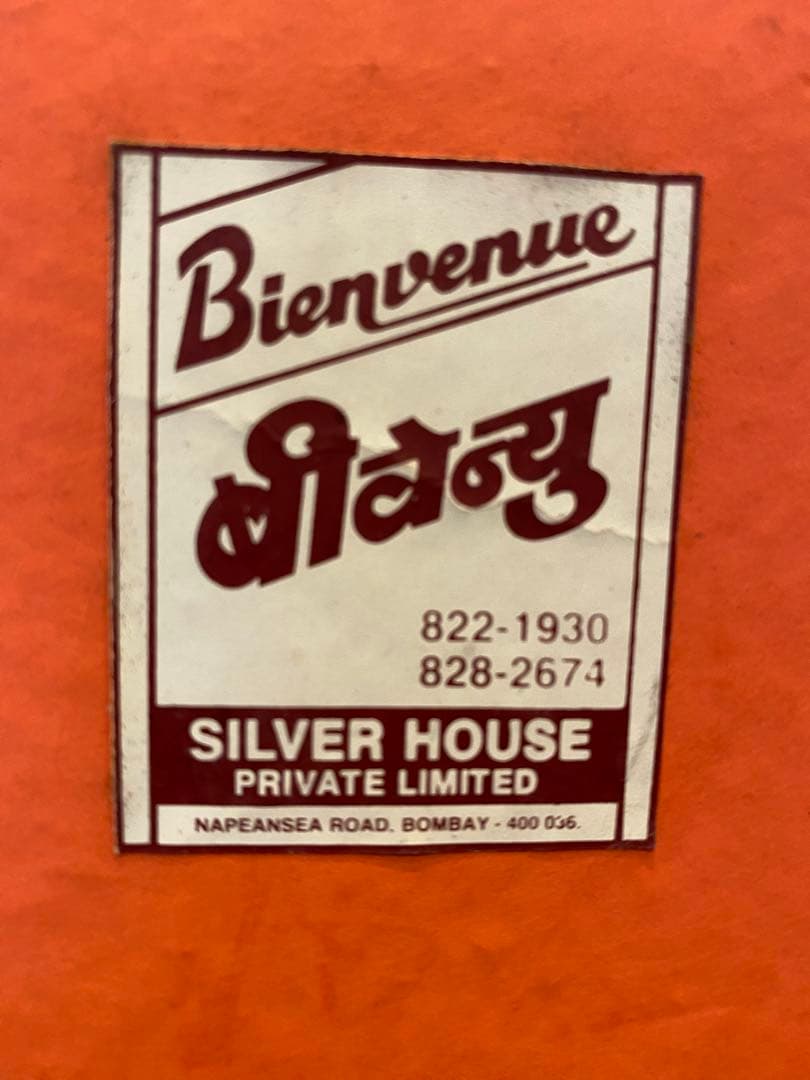 Bienvenue
बीवेन्यु
822-1930
828-2674
SILVER HOUSE
PRIVATE LIMITED
NAPEANSEA ROAD. BOMBAY - 400 036.